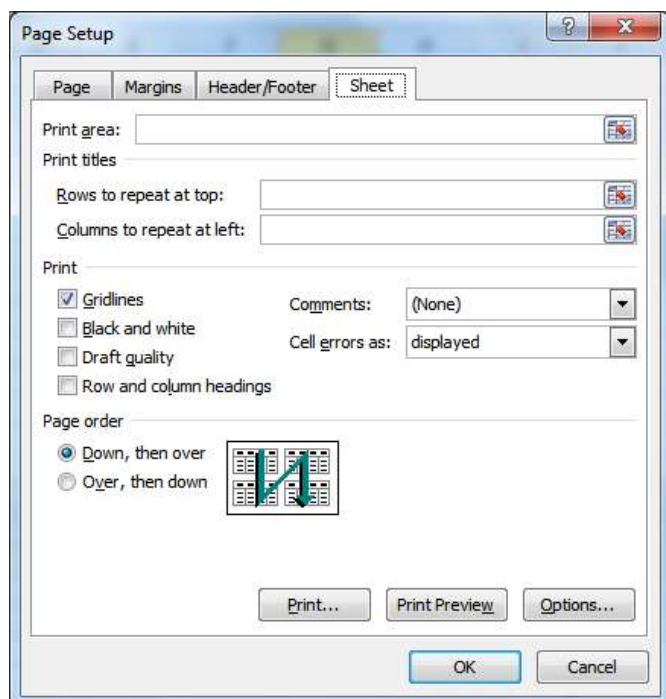 Page Setup
Page Margins Header/Footer Sheet
Print area:
Print titles
Rows to repeat at top:
Columns to repeat at left:
Print
Gridlines Comments: (None)
Black and white
Cell errors as: displayed
Draft quality
Row and column headings
Page order
Down, then over
Over, then down
Print... Print Preview Options...
OK Cancel